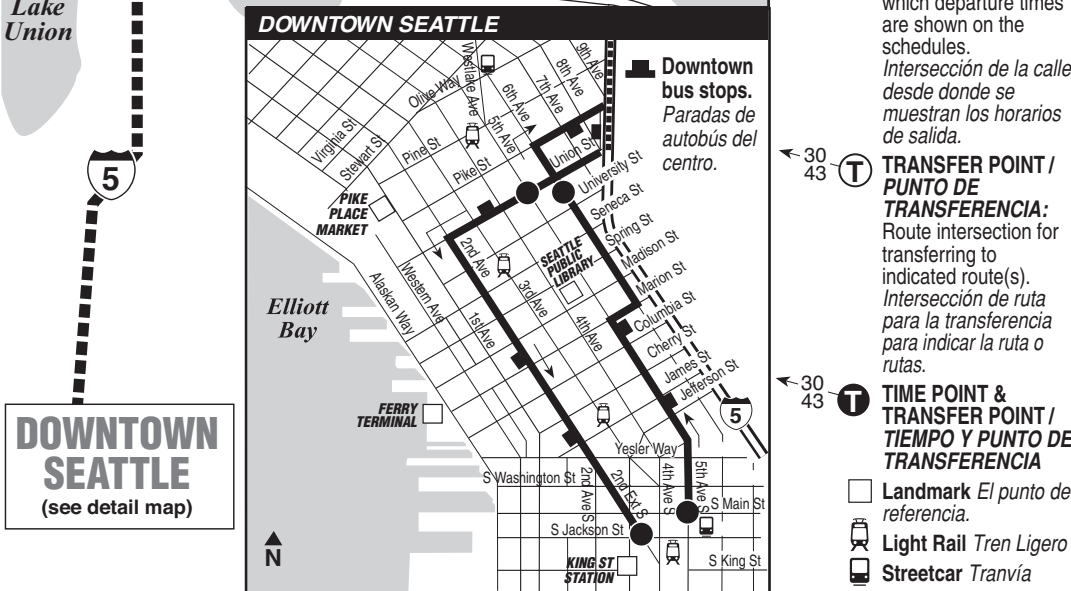 Lake
Union
5
DOWNTOWN
SEATTLE
(see detail map)
DOWNTOWN SEATTLE
Westlake Ave
9th Ave
8th Ave
7th Ave
6th Ave
5th Ave
Olive Way
Virginia St
Stewart St
Pine St
Pike St
Union St
University St
Seneca St
Spring St
Madison St
Marion St
Columbia St
Cherry St
James St
Jefferson St
PIKE
PLACE
MARKET
SEATTLE
PUBLIC
LIBRARY
2nd Ave
3rd Ave
4th Ave
1st Ave
Western Ave
Alaskan Way
Elliott
Bay
FERRY
TERMINAL
5
Yesler Way
S Washington St
2nd Ave S
2nd Ext S
4th Ave S
5th Ave S
S Main St
S Jackson St
S King St
KING ST
STATION
N
Downtown
bus stops.
Paradas de
autobús del
centro.
which departure times
are shown on the
schedules.
Intersección de la calle
desde donde se
muestran los horarios
de salida.
30
43
T
TRANSFER POINT /
PUNTO DE
TRANSFERENCIA:
Route intersection for
transferring to
indicated route(s).
Intersección de ruta
para la transferencia
para indicar la ruta o
rutas.
30
43
T
TIME POINT &
TRANSFER POINT /
TIEMPO Y PUNTO DE
TRANSFERENCIA
Landmark El punto de
referencia.
Light Rail Tren Ligero
Streetcar Tranvía